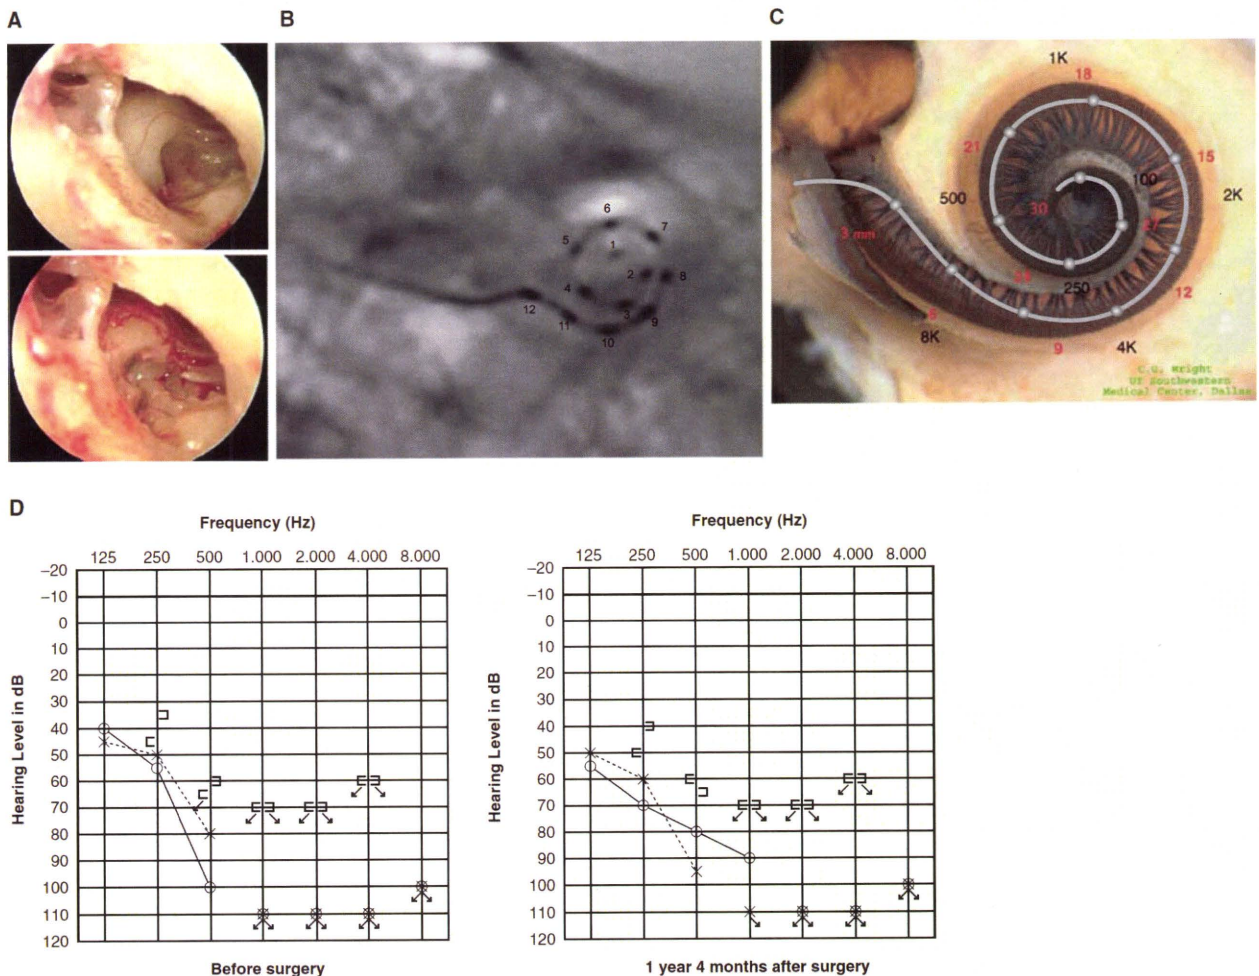 A
B
C
6
7
5
1
2
8
4
3
9
12
11
10
1K
18
21
15
100
2K
500
30
27
3 mm
250
12
6
8K
9
4K
C.G. Wright
UT Southwestern
Medical Center, Dallas
D
Frequency (Hz)
125 250 500 1.000 2.000 4.000 8.000
Hearing Level in dB
−20
−10
0
10
20
30
40
50
60
70
80
90
100
110
120
Before surgery
Frequency (Hz)
125 250 500 1.000 2.000 4.000 8.000
Hearing Level in dB
−20
−10
0
10
20
30
40
50
60
70
80
90
100
110
120
1 year 4 months after surgery